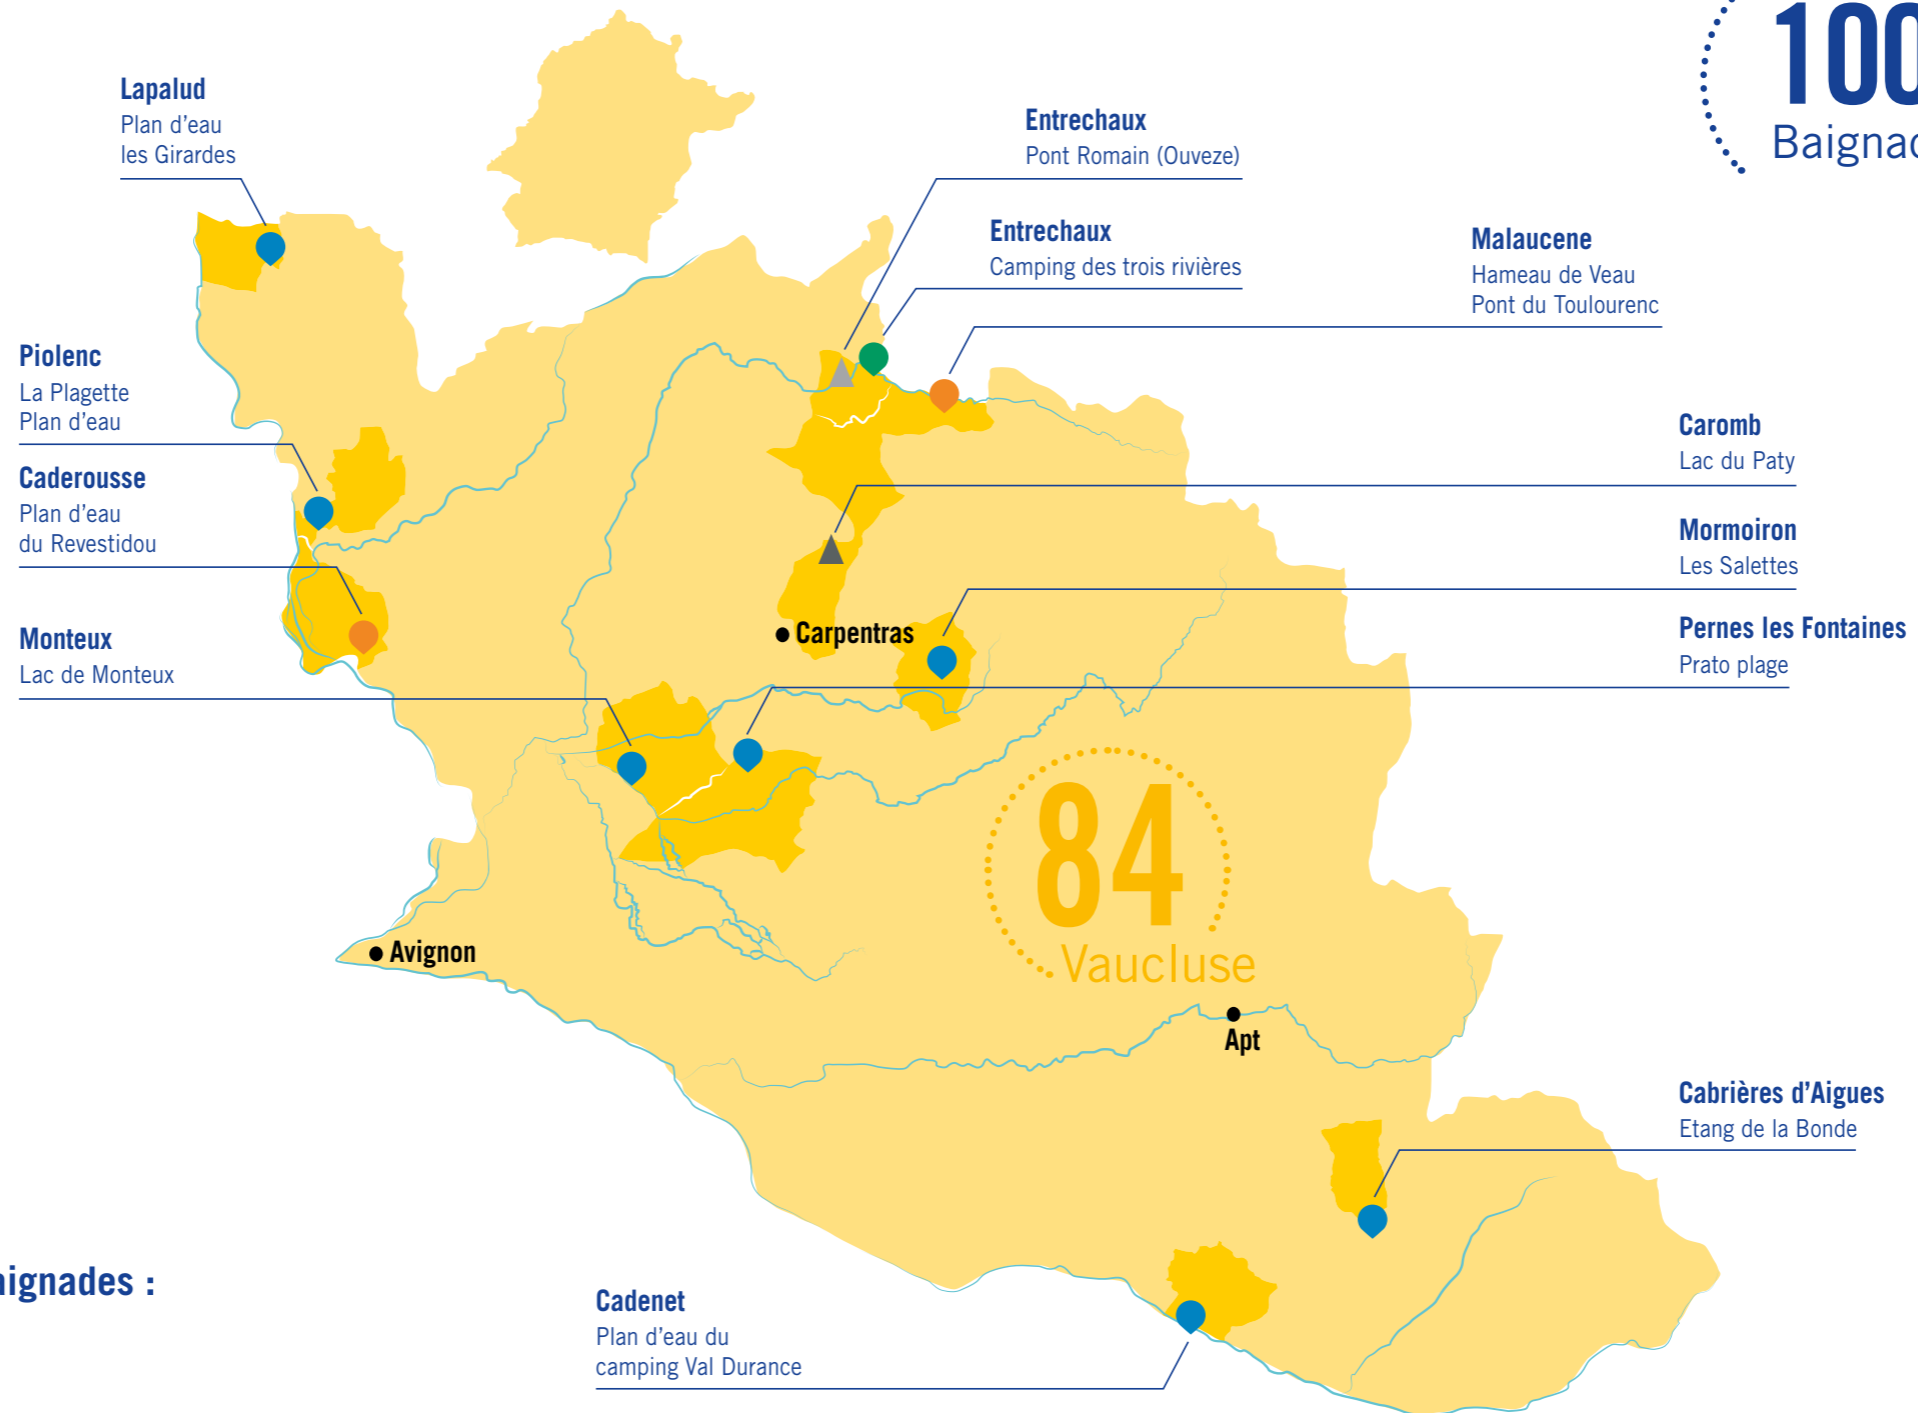 100
Lapalud
Plan d'eau
les Girardes
Entrechaux
Pont Romain (Ouveze)
Entrechaux
Camping des trois rivières
Malaucene
Hameau de Veau
Pont du Toulourenc
Piolenc
La Plagette
Plan d'eau
Caderousse
Plan d'eau
du Revestidou
Monteux
Lac de Monteux
Caromb
Lac du Paty
Mormoiron
Les Salettes
Pernes les Fontaines
Prato plage
Carpentras
84
Vaucluse
Avignon
Apt
Cabrières d'Aigues
Etang de la Bonde
aignades :
Cadenet
Plan d'eau du
camping Val Durance